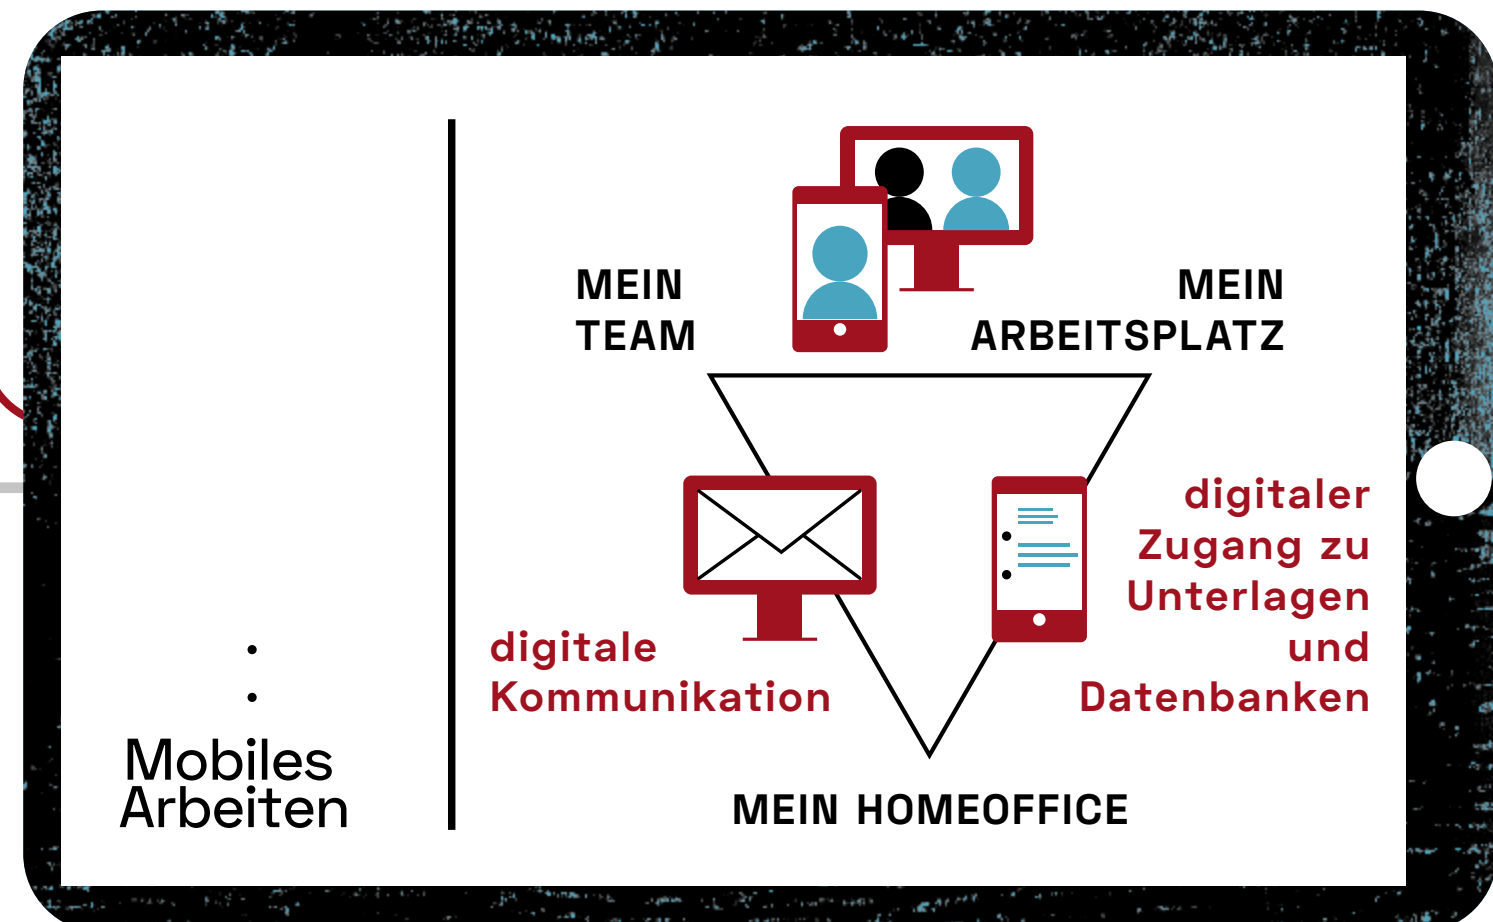 Mobiles
Arbeiten
MEIN
TEAM
MEIN
ARBEITSPLATZ
digitale
Kommunikation
digitaler
Zugang zu
Unterlagen
und
Datenbanken
MEIN HOMEOFFICE